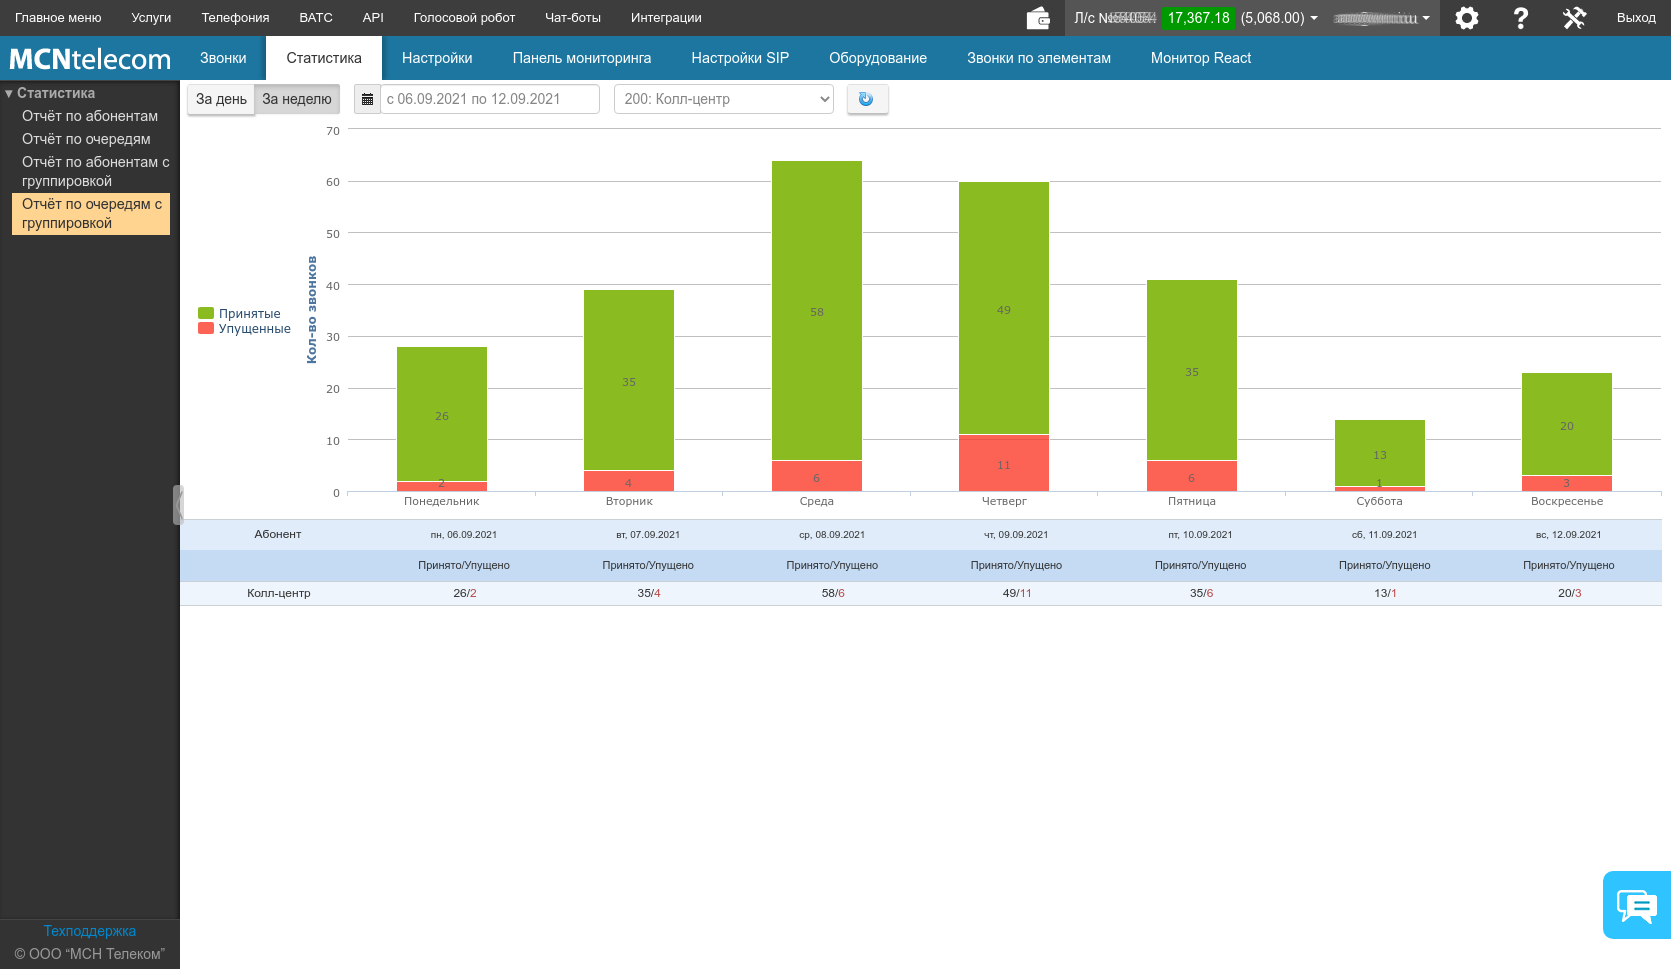 Главное меню Услуги Телефония ВАТС API Голосовой робот Чат-боты Интеграции Л/с № 17,367.18 (5,068.00) Выход
MCNtelecom Звонки Статистика Настройки Панель мониторинга Настройки SIP Оборудование Звонки по элементам Монитор React
▾ Статистика
Отчёт по абонентам
Отчёт по очередям
Отчёт по абонентам с
группировкой
Отчёт по очередям с
группировкой
За день За неделю с 06.09.2021 по 12.09.2021 200: Колл-центр
Принятые
Упущенные
Кол-во звонков
70
60
50
40
30
20
10
0
26 35 58 49 35 13 20
2 4 6 11 6 1 3
Понедельник Вторник Среда Четверг Пятница Суббота Воскресенье
Абонент пн, 06.09.2021 вт, 07.09.2021 ср, 08.09.2021 чт, 09.09.2021 пт, 10.09.2021 сб, 11.09.2021 вс, 12.09.2021
Принято/Упущено Принято/Упущено Принято/Упущено Принято/Упущено Принято/Упущено Принято/Упущено Принято/Упущено
Колл-центр 26/2 35/4 58/6 49/11 35/6 13/1 20/3
Техподдержка
© ООО “МСН Телеком”